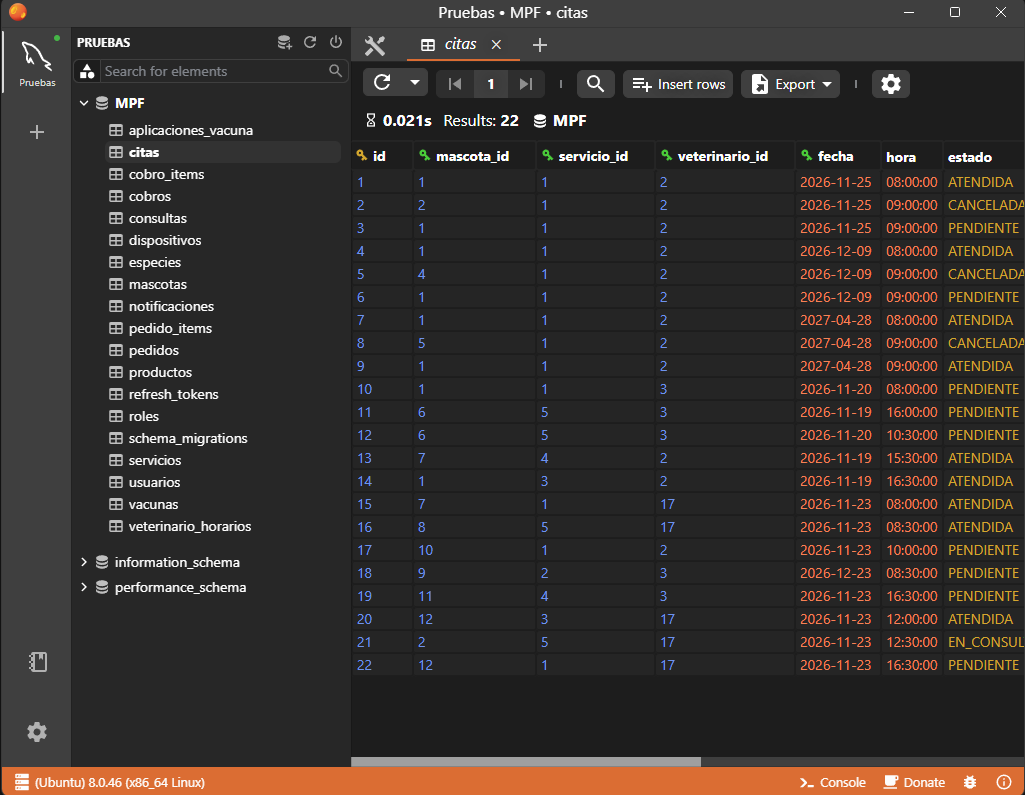 Pruebas • MPF • citas
Pruebas
PRUEBAS
Search for elements
MPF
aplicaciones_vacuna
citas
cobro_items
cobros
consultas
dispositivos
especies
mascotas
notificaciones
pedido_items
pedidos
productos
refresh_tokens
roles
schema_migrations
servicios
usuarios
vacunas
veterinario_horarios
information_schema
performance_schema
citas
1 Insert rows Export
0.021s Results: 22 MPF
id mascota_id servicio_id veterinario_id fecha hora estado
1 1 1 2 2026-11-25 08:00:00 ATENDIDA
2 2 1 2 2026-11-25 09:00:00 CANCELADA
3 1 1 2 2026-11-25 09:00:00 PENDIENTE
4 1 1 2 2026-12-09 08:00:00 ATENDIDA
5 4 1 2 2026-12-09 09:00:00 CANCELADA
6 1 1 2 2026-12-09 09:00:00 PENDIENTE
7 1 1 2 2027-04-28 08:00:00 ATENDIDA
8 5 1 2 2027-04-28 09:00:00 CANCELADA
9 1 1 2 2027-04-28 09:00:00 ATENDIDA
10 1 1 3 2026-11-20 08:00:00 PENDIENTE
11 6 5 3 2026-11-19 16:00:00 PENDIENTE
12 6 5 3 2026-11-20 10:30:00 PENDIENTE
13 7 4 2 2026-11-19 15:30:00 ATENDIDA
14 1 3 2 2026-11-19 16:30:00 ATENDIDA
15 7 1 17 2026-11-23 08:00:00 ATENDIDA
16 8 5 17 2026-11-23 08:30:00 ATENDIDA
17 10 1 2 2026-11-23 10:00:00 PENDIENTE
18 9 2 3 2026-12-23 08:30:00 PENDIENTE
19 11 4 3 2026-11-23 16:30:00 PENDIENTE
20 12 3 17 2026-11-23 12:00:00 ATENDIDA
21 2 5 17 2026-11-23 12:30:00 EN_CONSUL
22 12 1 17 2026-11-23 16:30:00 PENDIENTE
(Ubuntu) 8.0.46 (x86_64 Linux) Console Donate